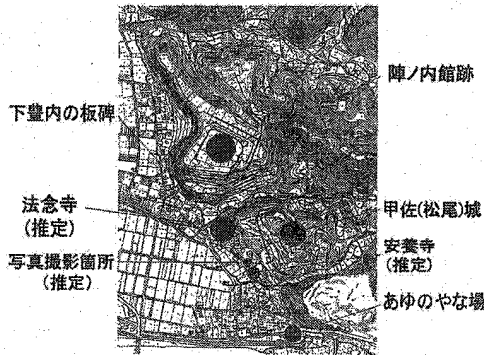 陣ノ内館跡
下豊内の板碑
法念寺
(推定)
甲佐(松尾)城
安養寺
(推定)
写真撮影箇所
(推定)
あゆのやな場